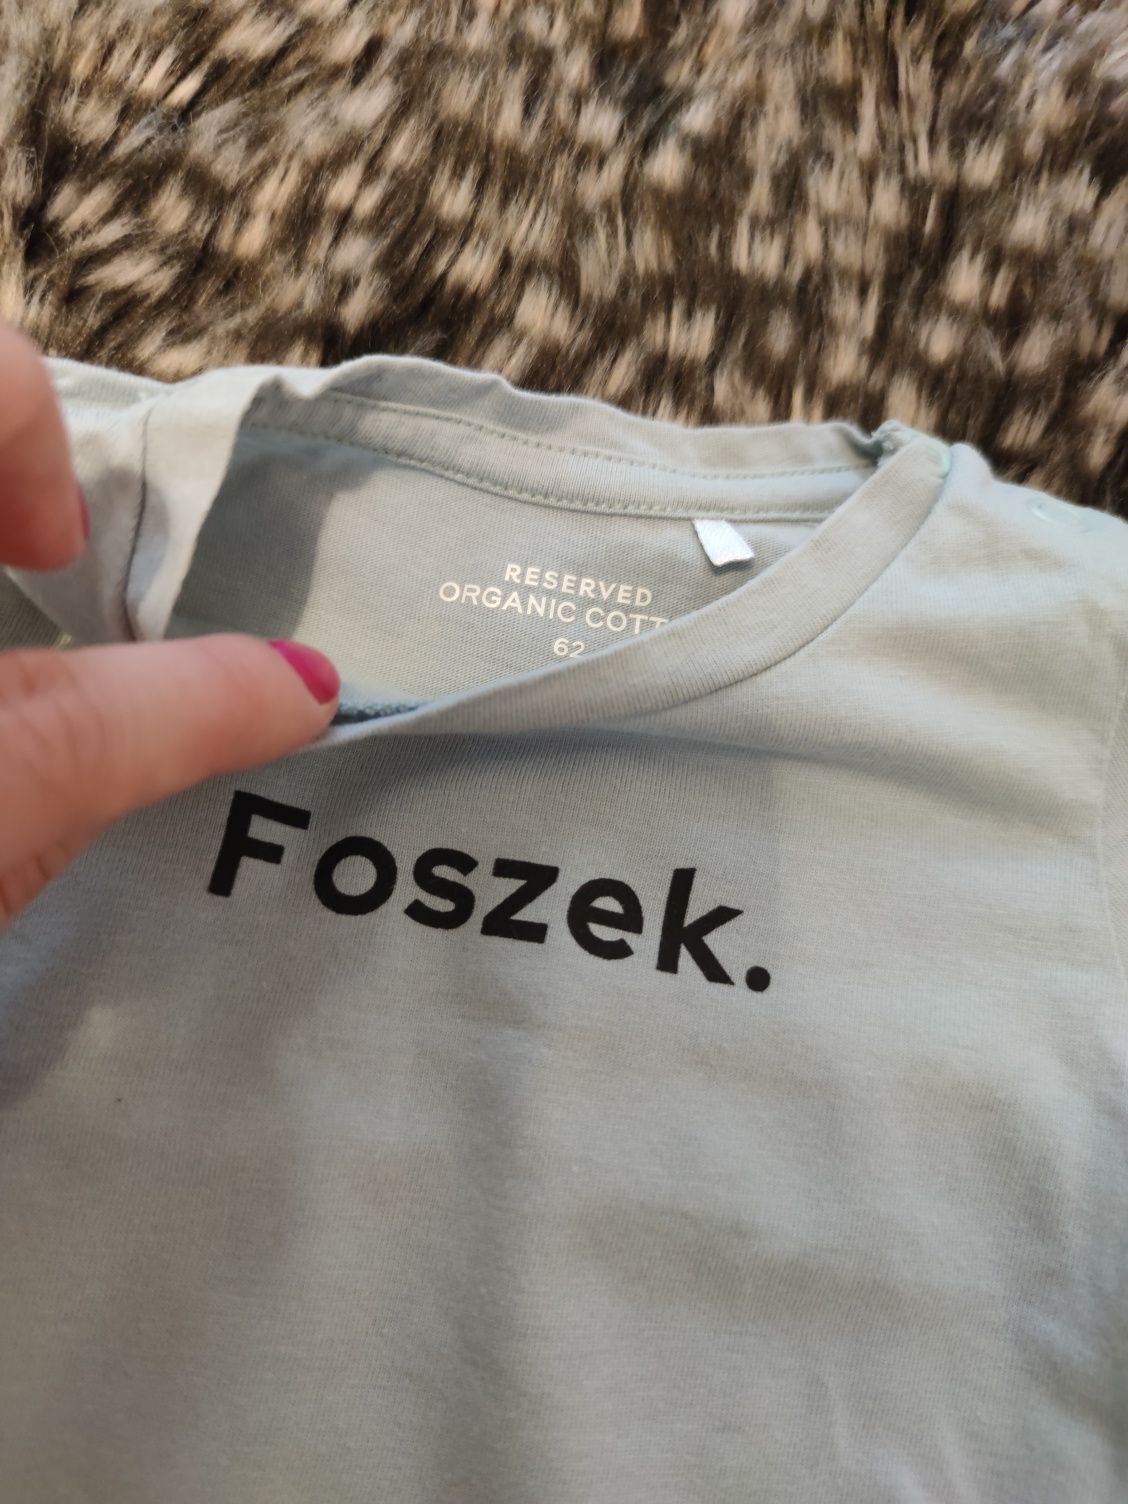 RESERVED
ORGANIC COTT
62
Foszek.